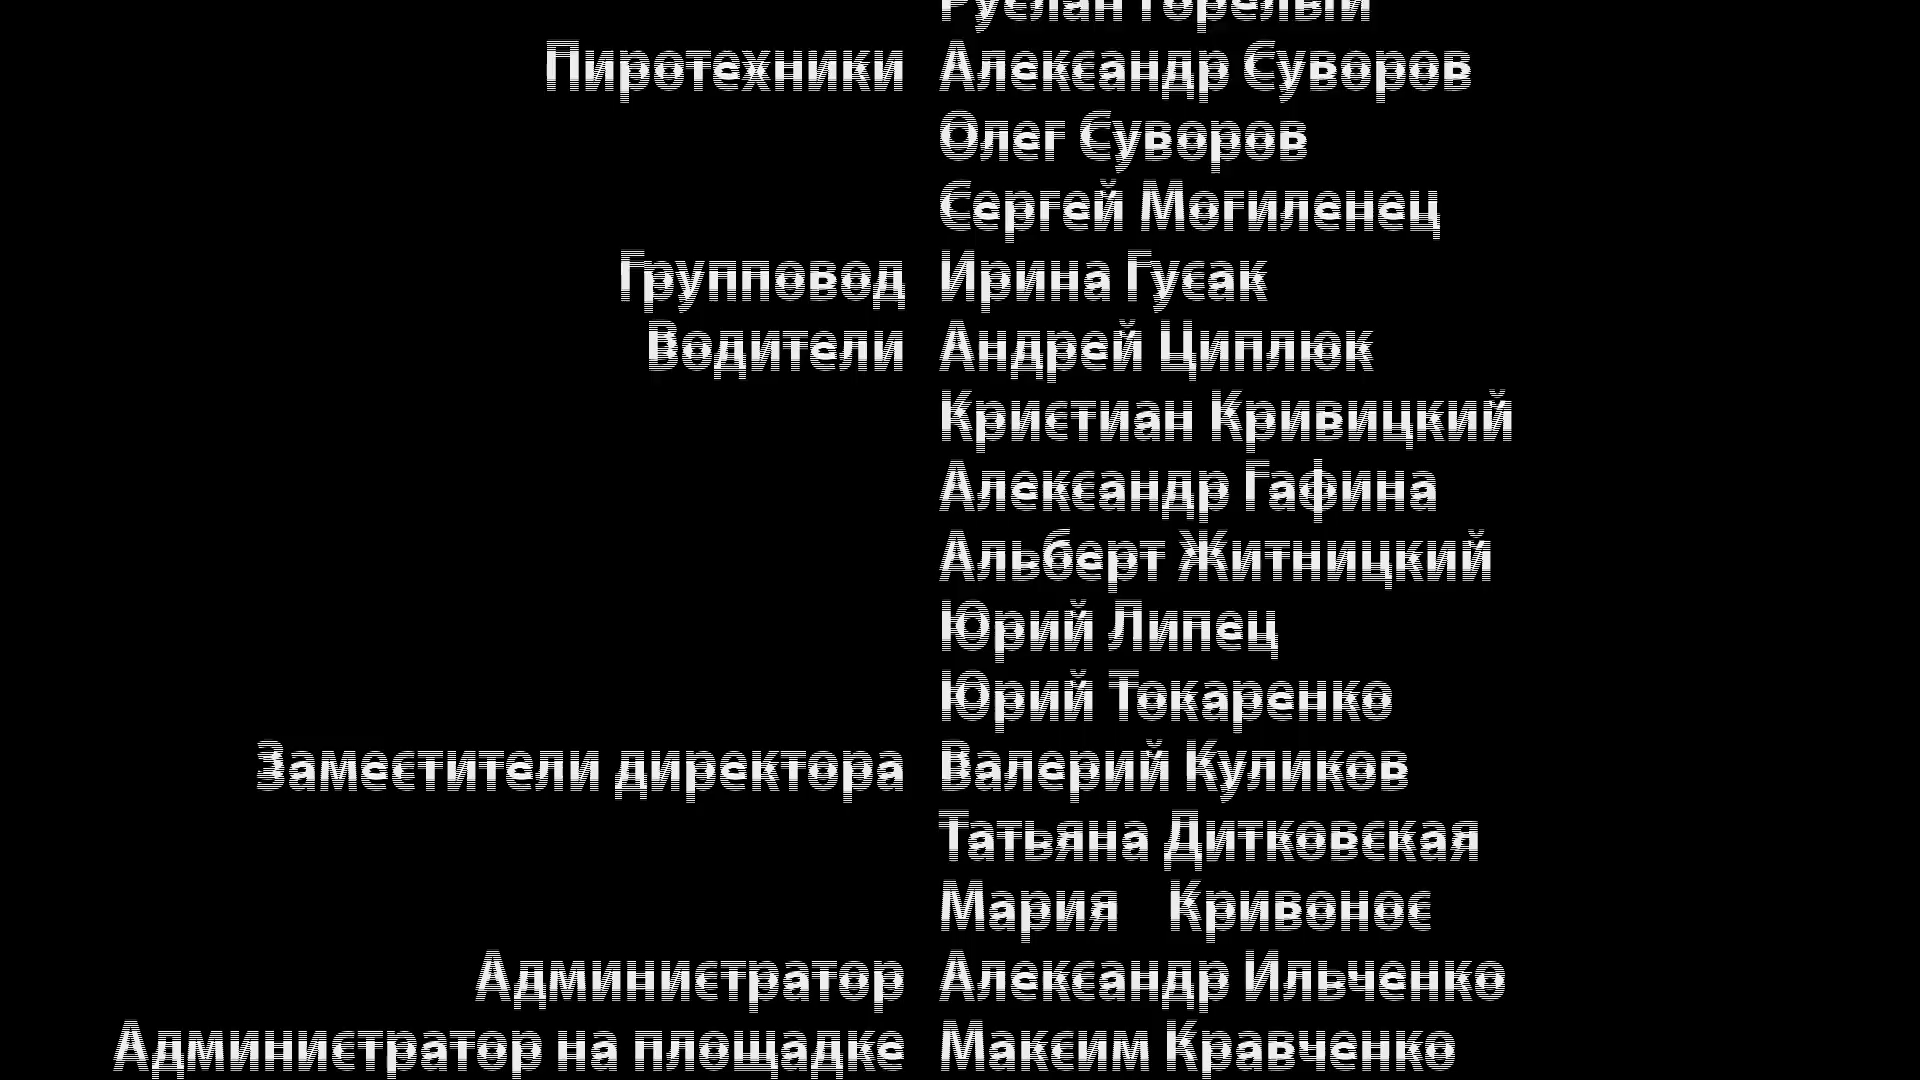 Руслан Горелый
Пиротехники Александр Суворов
Олег Суворов
Сергей Могиленец
Групповод Ирина Гусак
Водители Андрей Циплюк
Кристиан Кривицкий
Александр Гафина
Альберт Житницкий
Юрий Липец
Юрий Токаренко
Заместители директора Валерий Куликов
Татьяна Дитковская
Мария Кривонос
Администратор Александр Ильченко
Администратор на площадке Максим Кравченко